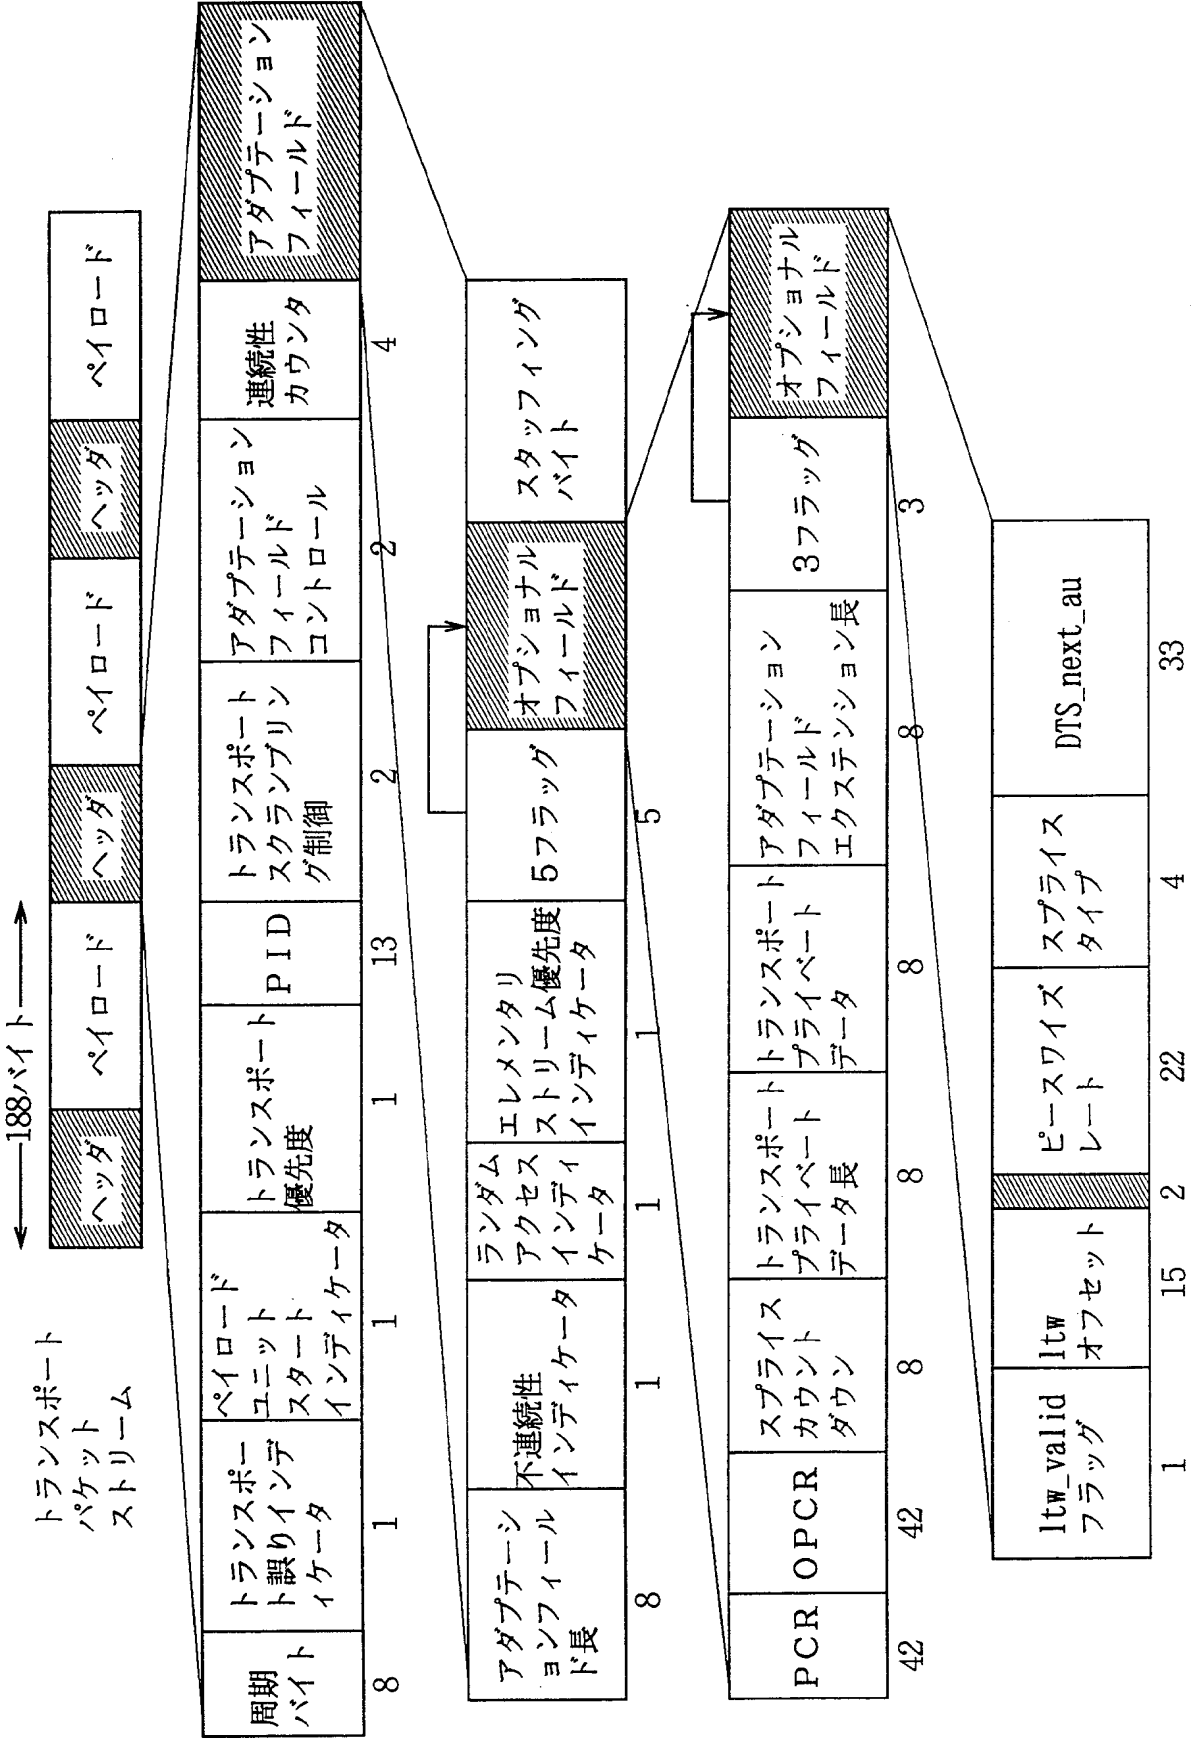 トランスポート
パケット
ストリーム
188バイト
ヘッダ
ペイロード
ヘッダ
ペイロード
ヘッダ
ペイロード
周期
バイト
トランスポー
ト誤りインデ
ィケータ
ペイロード
ユニット
スタート
インディケータ
トランスポート
優先度
PID
トランスポート
スクランブリン
グ制御
アダプテーション
フィールド
コントロール
連続性
カウンタ
アダプテーション
フィールド
8
1
1
1
13
2
2
4
アダプテーシ
ョンフィール
ド長
不連続性
インディケータ
ランダム
アクセス
インディ
ケータ
エレメンタリ
ストリーム優先度
インディケータ
5フラッグ
オプショナル
フィールド
スタッフィング
バイト
8
1
1
1
5
PCR
OPCR
スプライス
カウント
ダウン
トランスポート
プライベート
データ長
トランスポート
プライベート
データ
アダプテーション
フィールド
エクステンション長
3フラッグ
オプショナル
フィールド
42
42
8
8
8
8
3
ltw_valid
フラッグ
ltw
オフセット
ピースワイズ
レート
スプライス
タイプ
DTS_next_au
1
15
2
22
4
33